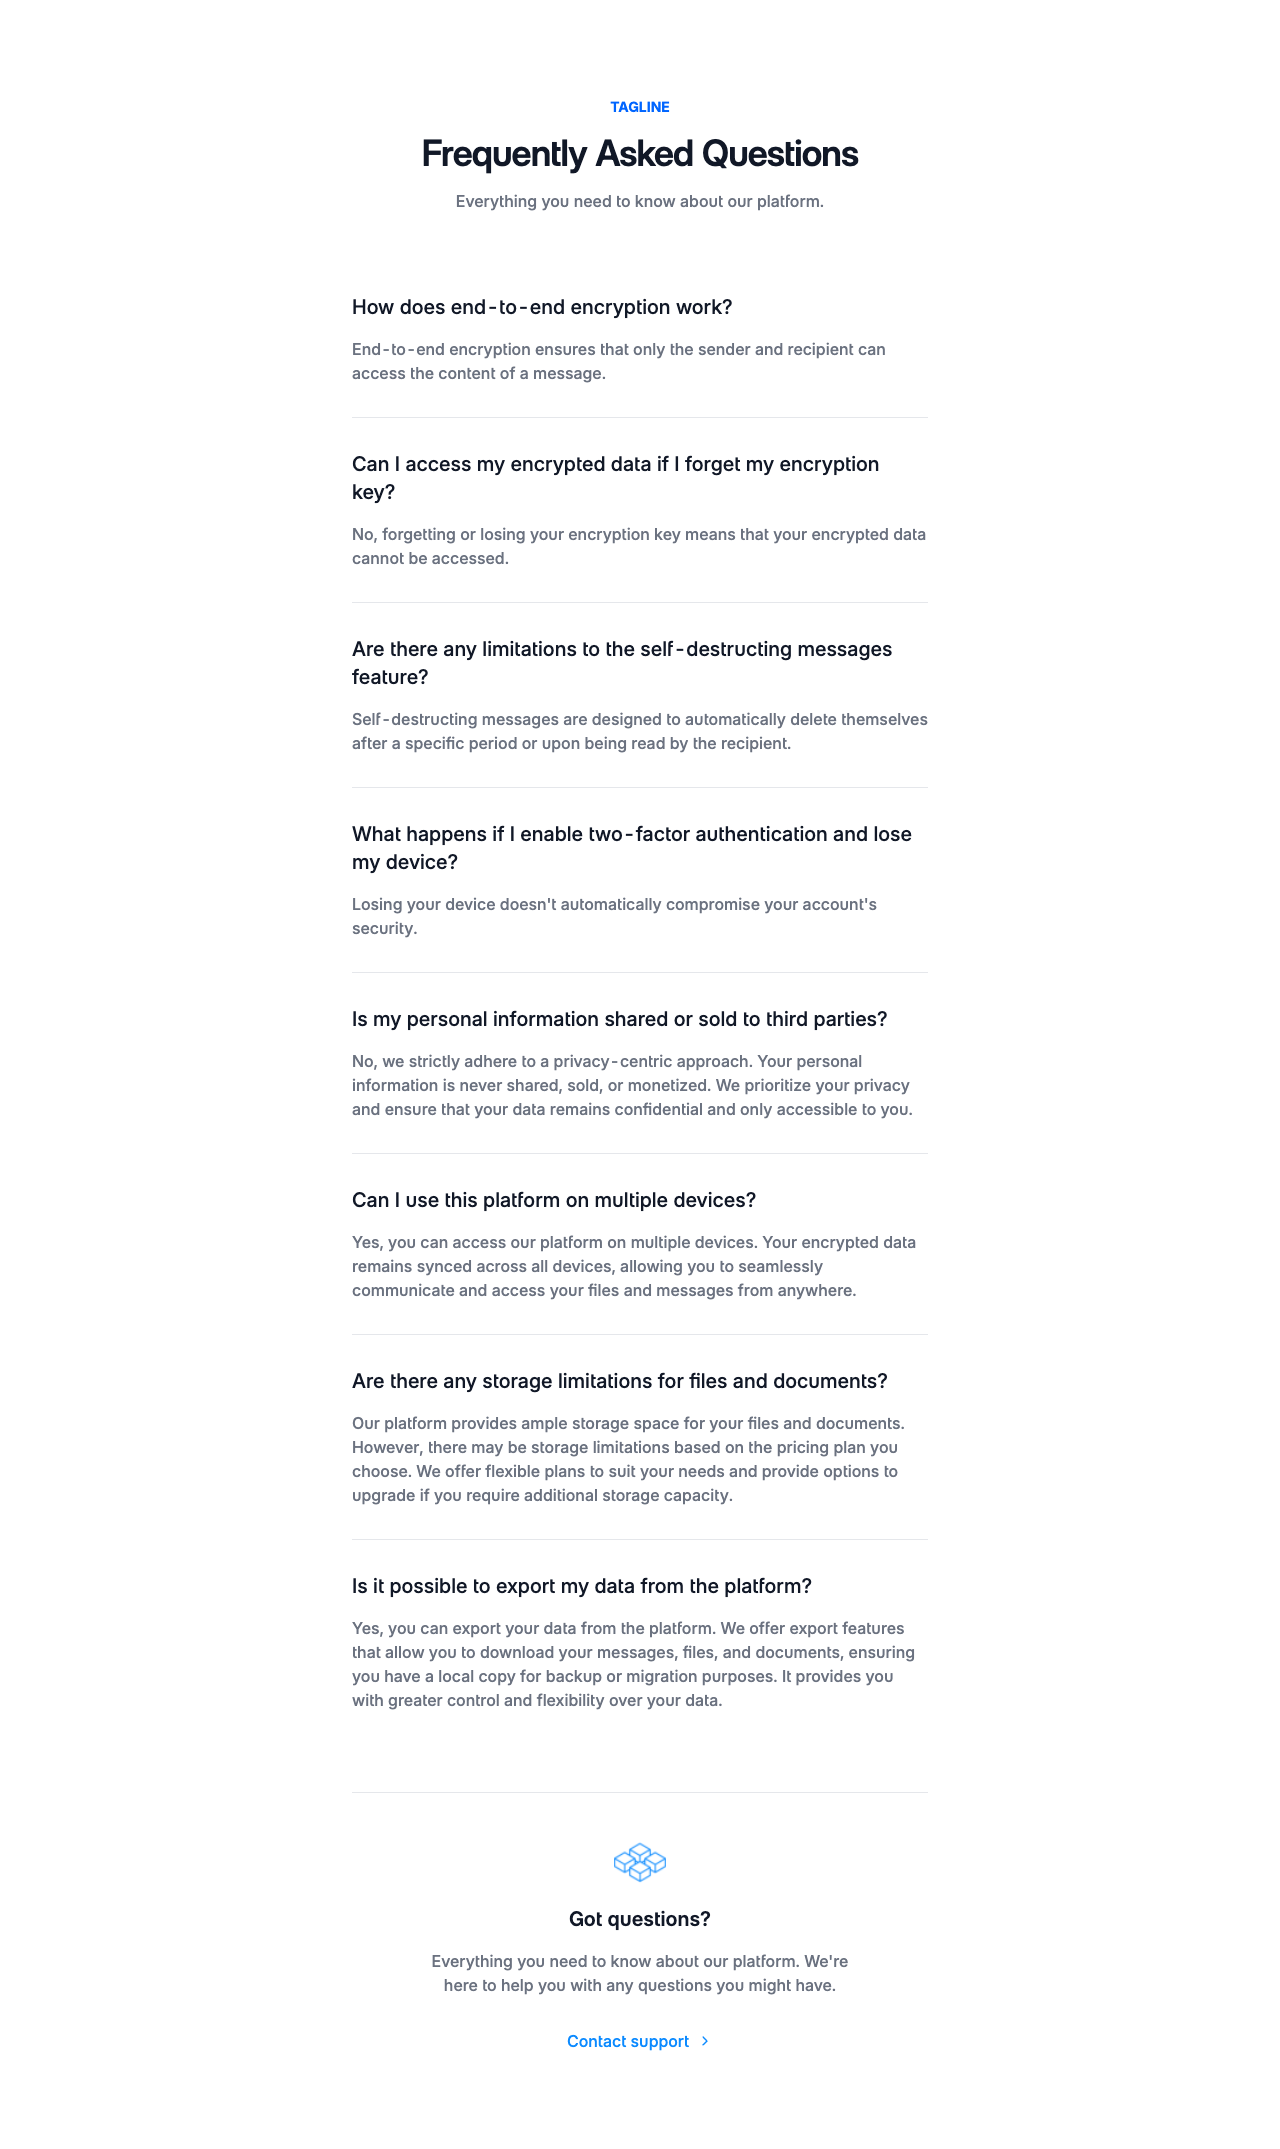 TAGLINE
Frequently Asked Questions
Everything you need to know about our platform.
How does end-to-end encryption work?
End-to-end encryption ensures that only the sender and recipient can
access the content of a message.
Can I access my encrypted data if I forget my encryption
key?
No, forgetting or losing your encryption key means that your encrypted data
cannot be accessed.
Are there any limitations to the self-destructing messages
feature?
Self-destructing messages are designed to automatically delete themselves
after a specific period or upon being read by the recipient.
What happens if I enable two-factor authentication and lose
my device?
Losing your device doesn't automatically compromise your account's
security.
Is my personal information shared or sold to third parties?
No, we strictly adhere to a privacy-centric approach. Your personal
information is never shared, sold, or monetized. We prioritize your privacy
and ensure that your data remains confidential and only accessible to you.
Can I use this platform on multiple devices?
Yes, you can access our platform on multiple devices. Your encrypted data
remains synced across all devices, allowing you to seamlessly
communicate and access your files and messages from anywhere.
Are there any storage limitations for files and documents?
Our platform provides ample storage space for your files and documents.
However, there may be storage limitations based on the pricing plan you
choose. We offer flexible plans to suit your needs and provide options to
upgrade if you require additional storage capacity.
Is it possible to export my data from the platform?
Yes, you can export your data from the platform. We offer export features
that allow you to download your messages, files, and documents, ensuring
you have a local copy for backup or migration purposes. It provides you
with greater control and flexibility over your data.
Got questions?
Everything you need to know about our platform. We're
here to help you with any questions you might have.
Contact support